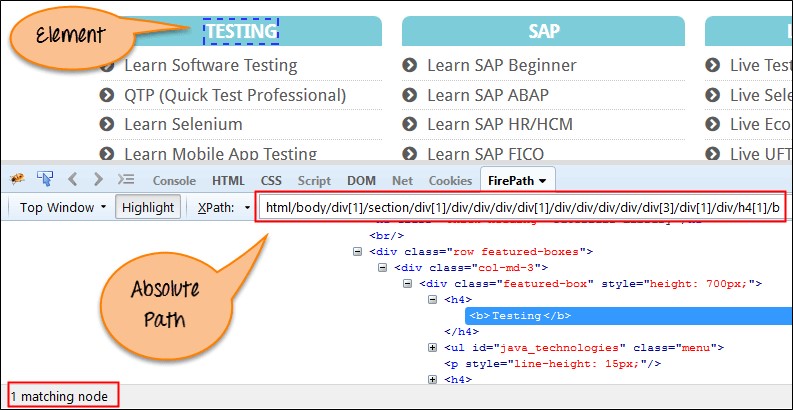 Element
TESTING
SAP
Learn Software Testing
Learn SAP Beginner
Live Test
QTP (Quick Test Professional)
Learn SAP ABAP
Live Sele
Learn Selenium
Learn SAP HR/HCM
Live Eco
Learn Mobile App Testing
Learn SAP FICO
Live UFT
Console HTML CSS Script DOM Net Cookies FirePath
Top Window Highlight XPath: html/body/div[1]/section/div[1]/div/div/div/div[1]/div/div/div/div/div[3]/div[1]/div/h4[1]/b
<br/>
<div class="row featured-boxes">
<div class="col-md-3">
<div class="featured-box" style="height: 700px;">
<h4>
<b>Testing</b>
</h4>
<ul id="java_technologies" class="menu">
<p style="line-height: 15px;"/>
<h4>
Absolute
Path
1 matching node